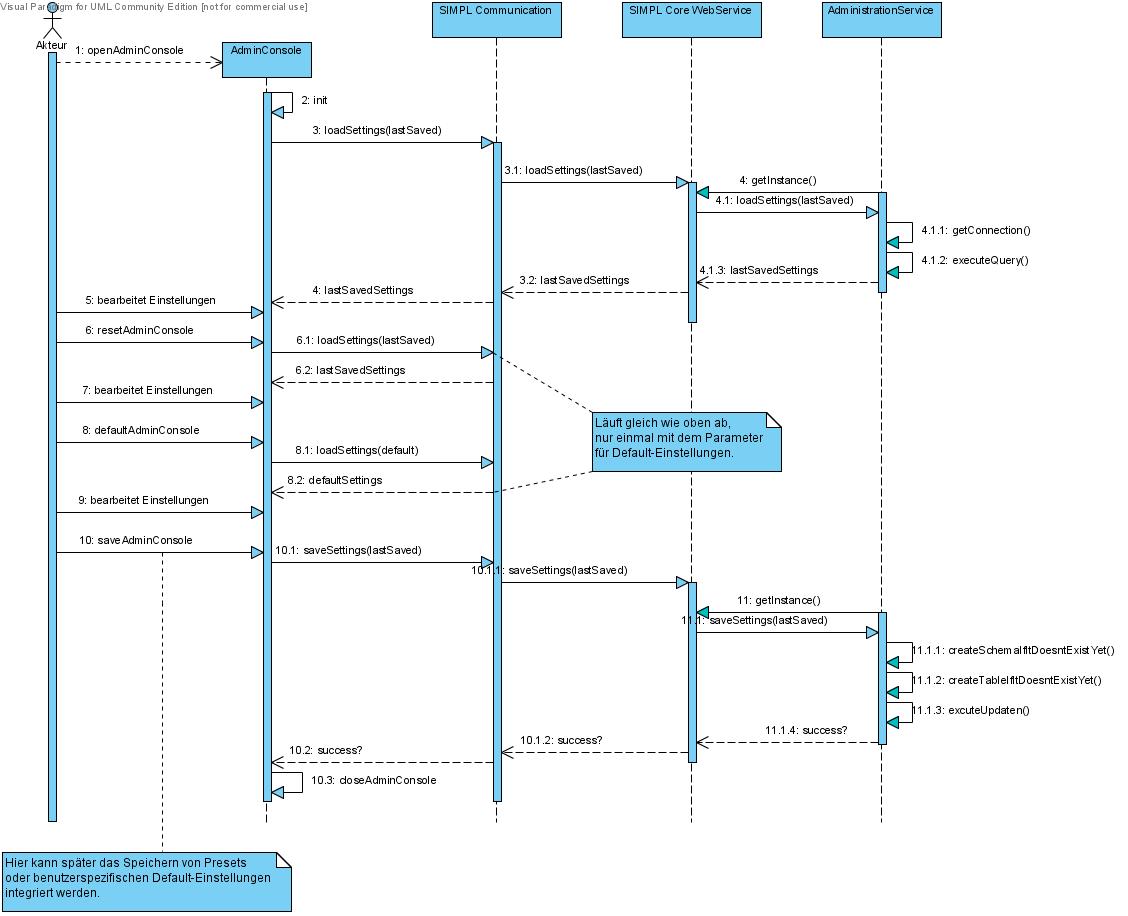 Visual Paradigm for UML Community Edition [not for commercial use]
SIMPL Communication
SIMPL Core WebService
AdministrationService
Akteur
1: openAdminConsole
AdminConsole
2: init
3: loadSettings(lastSaved)
3.1: loadSettings(lastSaved)
4: getInstance()
4.1: loadSettings(lastSaved)
4.1.1: getConnection()
4.1.2: executeQuery()
4.1.3: lastSavedSettings
3.2: lastSavedSettings
4: lastSavedSettings
5: bearbeitet Einstellungen
6: resetAdminConsole
6.1: loadSettings(lastSaved)
6.2: lastSavedSettings
7: bearbeitet Einstellungen
Läuft gleich wie oben ab,
nur einmal mit dem Parameter
für Default-Einstellungen.
8: defaultAdminConsole
8.1: loadSettings(default)
8.2: defaultSettings
9: bearbeitet Einstellungen
10: saveAdminConsole
10.1: saveSettings(lastSaved)
10.1.1: saveSettings(lastSaved)
11: getInstance()
11.1: saveSettings(lastSaved)
11.1.1: createSchemaIfItDoesntExistYet()
11.1.2: createTableIfItDoesntExistYet()
11.1.3: excuteUpdaten()
11.1.4: success?
10.1.2: success?
10.2: success?
10.3: closeAdminConsole
Hier kann später das Speichern von Presets
oder benutzerspezifischen Default-Einstellungen
integriert werden.